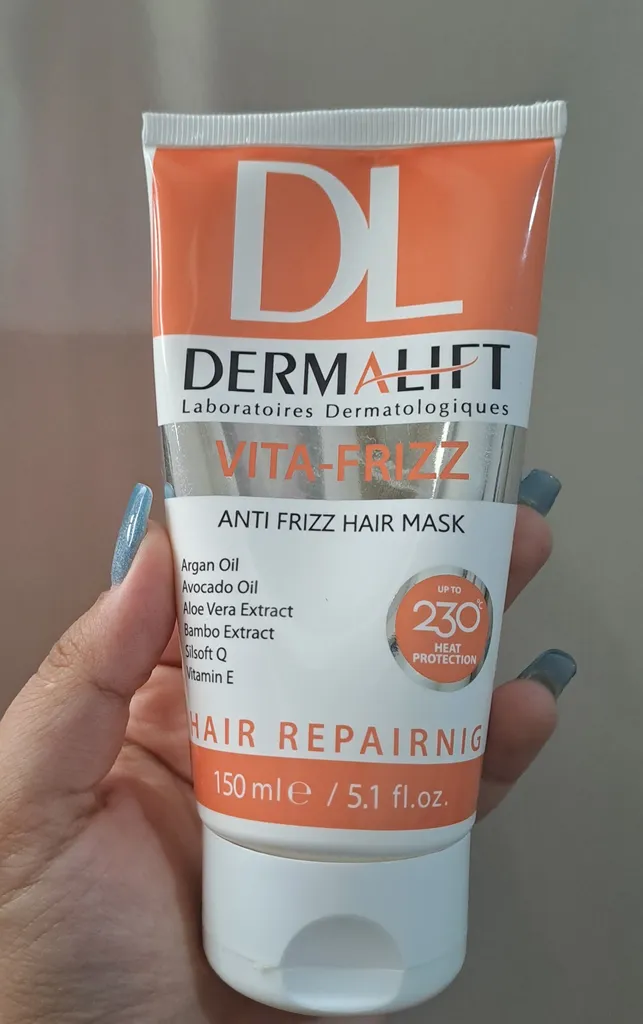 DL
DERMALIFT
Laboratoires Dermatologiques
VITA-FRIZZ
ANTI FRIZZ HAIR MASK
Argan Oil
Avocado Oil
Aloe Vera Extract
Bambo Extract
Silsoft Q
Vitamin E
UP TO
230°C
HEAT
PROTECTION
HAIR REPAIRNIG
150 ml e / 5.1 fl.oz.